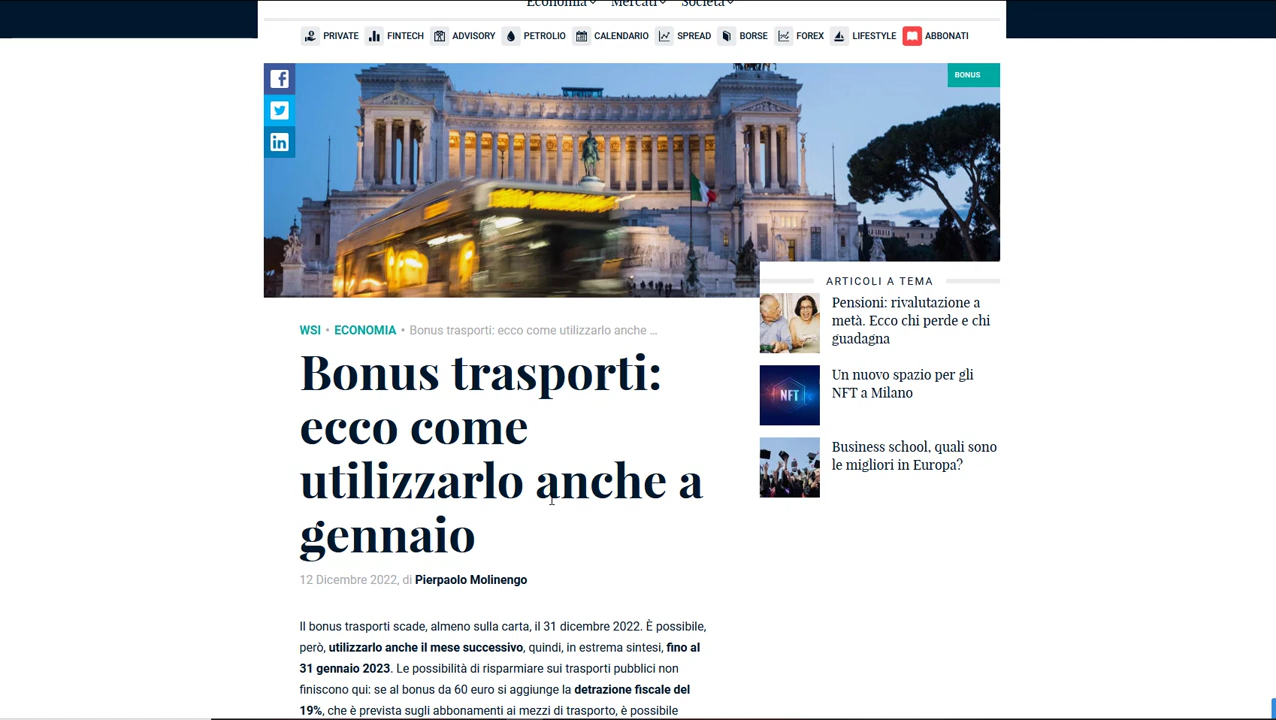 Economia Mercati Società
PRIVATE FINTECH ADVISORY PETROLIO CALENDARIO SPREAD BORSE FOREX LIFESTYLE ABBONATI
BONUS
WSI • ECONOMIA • Bonus trasporti: ecco come utilizzarlo anche ...
Bonus trasporti:
ecco come
utilizzarlo anche a
gennaio
12 Dicembre 2022, di Pierpaolo Molinengo
Il bonus trasporti scade, almeno sulla carta, il 31 dicembre 2022. È possibile,
però, utilizzarlo anche il mese successivo, quindi, in estrema sintesi, fino al
31 gennaio 2023. Le possibilità di risparmiare sui trasporti pubblici non
finiscono qui: se al bonus da 60 euro si aggiunge la detrazione fiscale del
19%, che è prevista sugli abbonamenti ai mezzi di trasporto, è possibile
ARTICOLI A TEMA
Pensioni: rivalutazione a
metà. Ecco chi perde e chi
guadagna
NFT
Un nuovo spazio per gli
NFT a Milano
Business school, quali sono
le migliori in Europa?